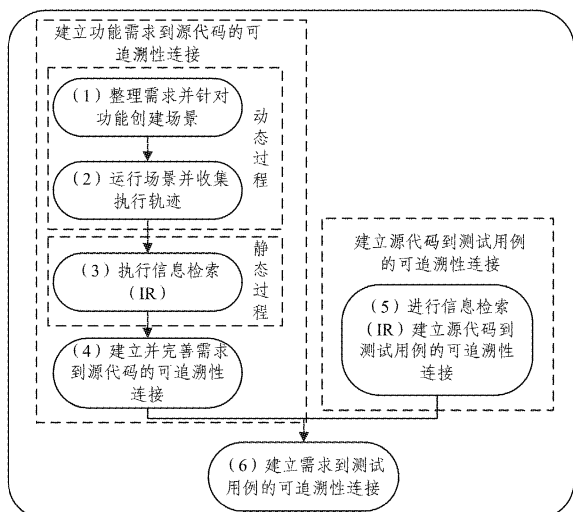 建立功能需求到源代码的可
追溯性连接
（1）整理需求并针对
功能创建场景
动
态
过
程
（2）运行场景并收集
执行轨迹
（3）执行信息检索
（IR）
静
态
过
程
（4）建立并完善需求
到源代码的可追溯性
连接
建立源代码到测试用例
的可追溯性连接
（5）进行信息检索
（IR）建立源代码到
测试用例的可追溯性
连接
（6）建立需求到测试
用例的可追溯性连接